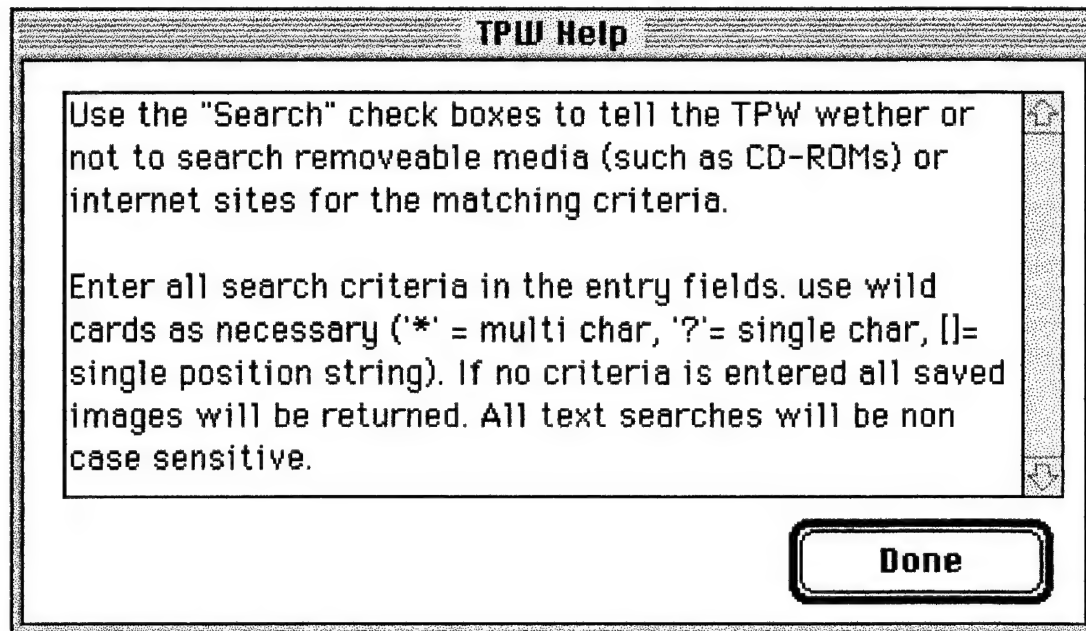 TPW Help
Use the "Search" check boxes to tell the TPW wether or
not to search removeable media (such as CD-ROMs) or
internet sites for the matching criteria.
Enter all search criteria in the entry fields. use wild
cards as necessary ('*' = multi char, '?'= single char, []=
single position string). If no criteria is entered all saved
images will be returned. All text searches will be non
case sensitive.
Done